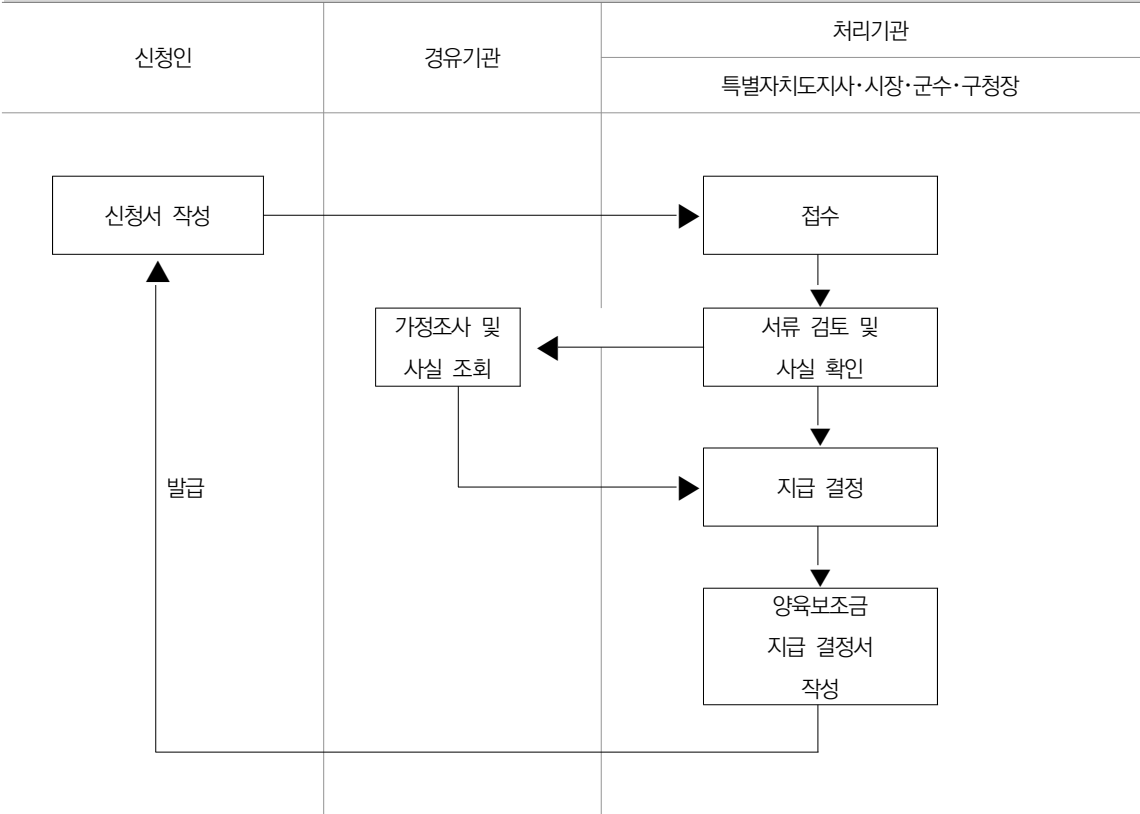 신청인
경유기관
처리기관
특별자치도지사·시장·군수·구청장
신청서 작성
접수
가정조사 및
사실 조회
서류 검토 및
사실 확인
발급
지급 결정
양육보조금
지급 결정서
작성